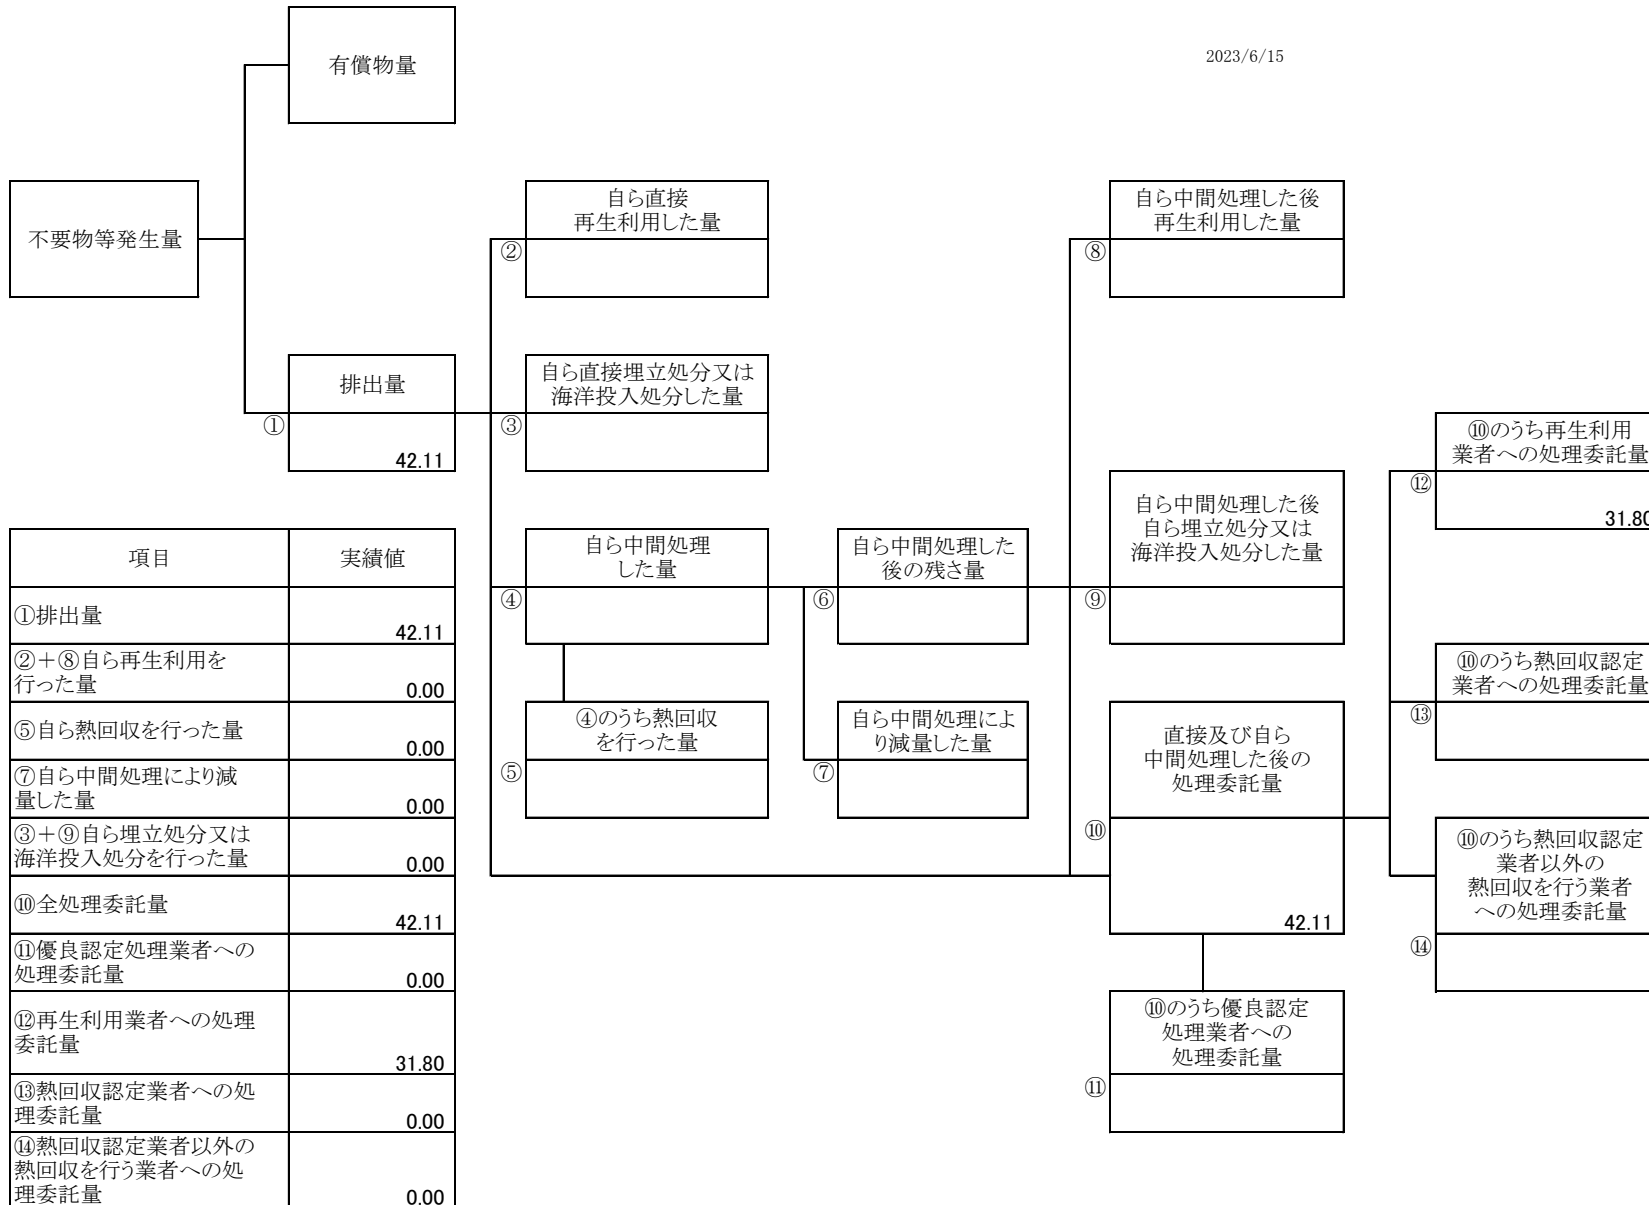 有償物量
2023/6/15
不要物等発生量
自ら直接
再生利用した量
②
自ら中間処理した後
再生利用した量
⑧
排出量
①
42.11
自ら直接埋立処分又は
海洋投入処分した量
③
⑩のうち再生利用
業者への処理委託量
⑫
31.80
自ら中間処理した後
自ら埋立処分又は
海洋投入処分した量
⑨
自ら中間処理
した量
④
自ら中間処理した
後の残さ量
⑥
⑩のうち熱回収認定
業者への処理委託量
⑬
④のうち熱回収
を行った量
⑤
自ら中間処理によ
り減量した量
⑦
直接及び自ら
中間処理した後の
処理委託量
⑩
42.11
⑩のうち熱回収認定
業者以外の
熱回収を行う業者
への処理委託量
⑭
⑩のうち優良認定
処理業者への
処理委託量
⑪
項目 実績値
①排出量
42.11
②+⑧自ら再生利用を
行った量
0.00
⑤自ら熱回収を行った量
0.00
⑦自ら中間処理により減
量した量
0.00
③+⑨自ら埋立処分又は
海洋投入処分を行った量
0.00
⑩全処理委託量
42.11
⑪優良認定処理業者への
処理委託量
0.00
⑫再生利用業者への処理
委託量
31.80
⑬熱回収認定業者への処
理委託量
0.00
⑭熱回収認定業者以外の
熱回収を行う業者への処
理委託量
0.00